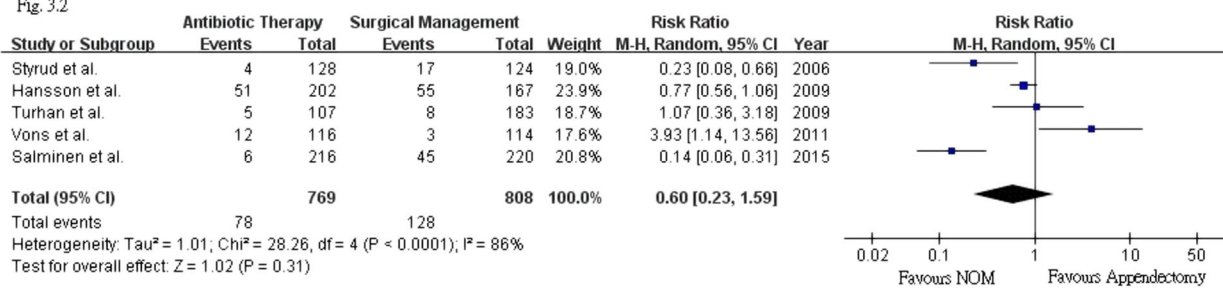 Fig. 3.2
Antibiotic Therapy Surgical Management Risk Ratio Risk Ratio
Study or Subgroup Events Total Events Total Weight M-H, Random, 95% CI Year M-H, Random, 95% CI
Styrud et al. 4 128 17 124 19.0% 0.23 [0.08, 0.66] 2006
Hansson et al. 51 202 55 167 23.9% 0.77 [0.56, 1.06] 2009
Turhan et al. 5 107 8 183 18.7% 1.07 [0.36, 3.18] 2009
Vons et al. 12 116 3 114 17.6% 3.93 [1.14, 13.56] 2011
Salminen et al. 6 216 45 220 20.8% 0.14 [0.06, 0.31] 2015
Total (95% CI) 769 808 100.0% 0.60 [0.23, 1.59]
Total events 78 128
Heterogeneity: Tau² = 1.01; Chi² = 28.26, df = 4 (P < 0.0001); I² = 86%
Test for overall effect: Z = 1.02 (P = 0.31)
0.02 0.1 1 10 50
Favours NOM Favours Appendectomy